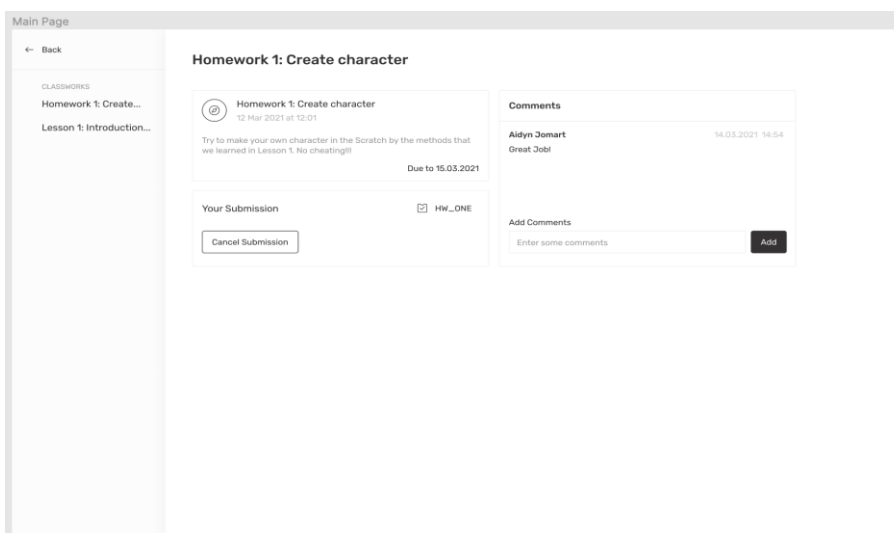 Main Page
← Back
CLASSWORKS
Homework 1: Create...
Lesson 1: Introduction...
Homework 1: Create character
Homework 1: Create character
12 Mar 2021 at 12:01
Try to make your own character in the Scratch by the methods that
we learned in Lesson 1. No cheating!!!
Due to 15.03.2021
Your Submission
HW_ONE
Cancel Submission
Comments
Aidyn Jomart
14.03.2021 14:54
Great Job!
Add Comments
Enter some comments
Add